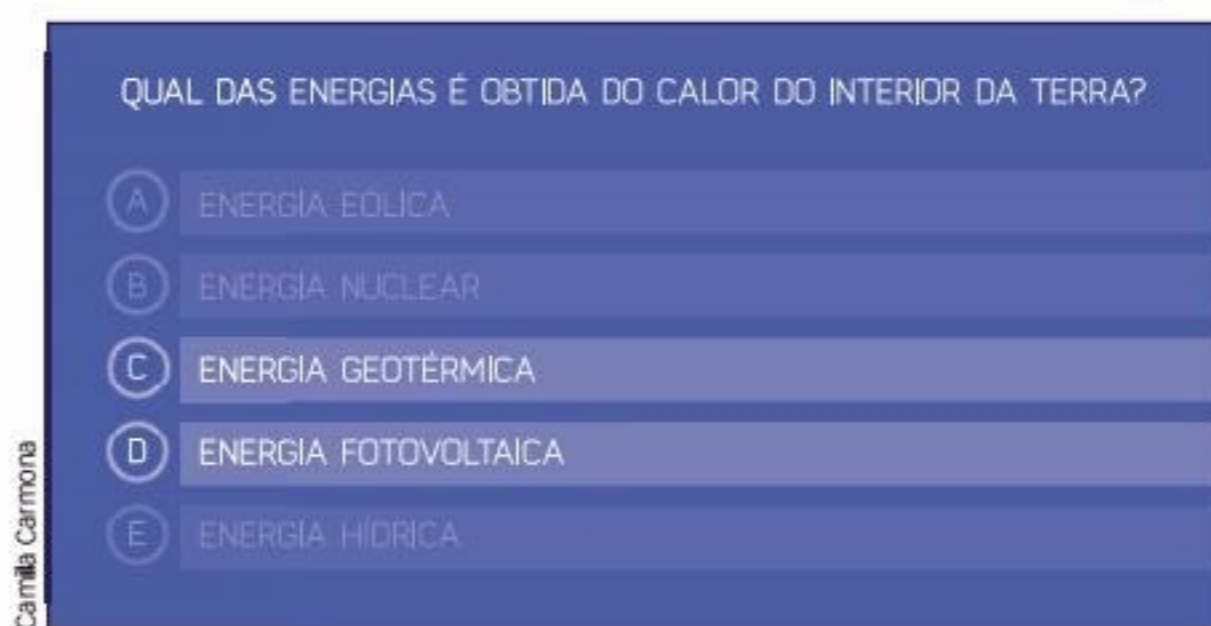 QUAL DAS ENERGIAS É OBTIDA DO CALOR DO INTERIOR DA TERRA?
A ENERGIA EÓLICA
B ENERGIA NUCLEAR
C ENERGIA GEOTÉRMICA
D ENERGIA FOTOVOLTAICA
E ENERGIA HÍDRICA
Camilla Carmona